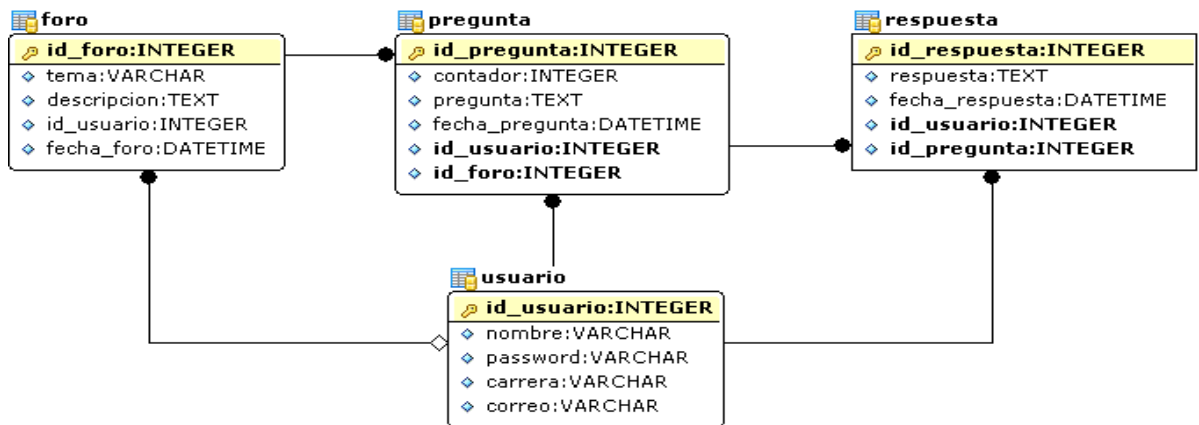 foro
id_foro:INTEGER
tema:VARCHAR
descripcion:TEXT
id_usuario:INTEGER
fecha_foro:DATETIME
pregunta
id_pregunta:INTEGER
contador:INTEGER
pregunta:TEXT
fecha_pregunta:DATETIME
id_usuario:INTEGER
id_foro:INTEGER
respuesta
id_respuesta:INTEGER
respuesta:TEXT
fecha_respuesta:DATETIME
id_usuario:INTEGER
id_pregunta:INTEGER
usuario
id_usuario:INTEGER
nombre:VARCHAR
password:VARCHAR
carrera:VARCHAR
correo:VARCHAR